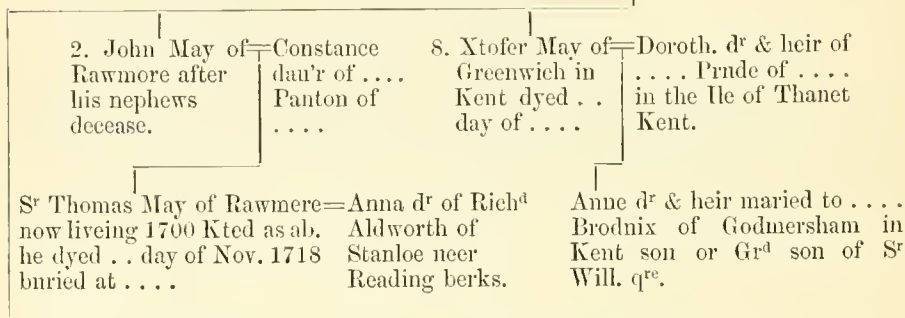 2. John May of
Rawmore after
his nephews
decease.
Constance
dau'r of ....
Panton of
....
8. Xtofer May of
Greenwich in
Kent dyed . .
day of ....
Doroth. dʳ & heir of
.... Prude of ....
in the Ile of Thanet
Kent.
Sʳ Thomas May of Rawmere
now liveing 1700 Kted as ab.
he dyed . . day of Nov. 1718
buried at ....
Anna dʳ of Richᵈ
Aldworth of
Stanloe neer
Reading berks.
Anne dʳ & heir maried to ....
Brodnix of Godmersham in
Kent son or Grᵈ son of Sʳ
Will. qʳᵉ.